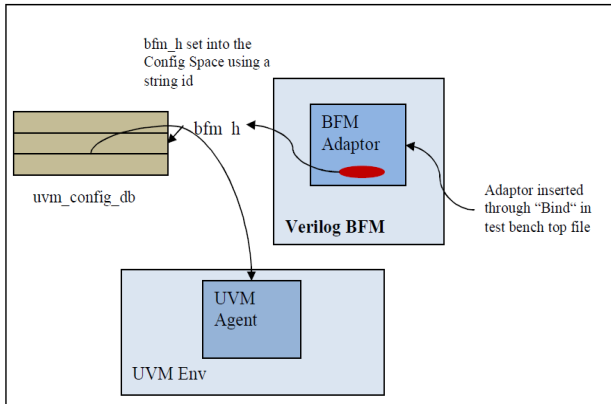 bfm_h set into the
Config Space using a
string id
bfm_h
uvm_config_db
BFM
Adaptor
Verilog BFM
Adaptor inserted
through “Bind“ in
test bench top file
UVM
Agent
UVM Env